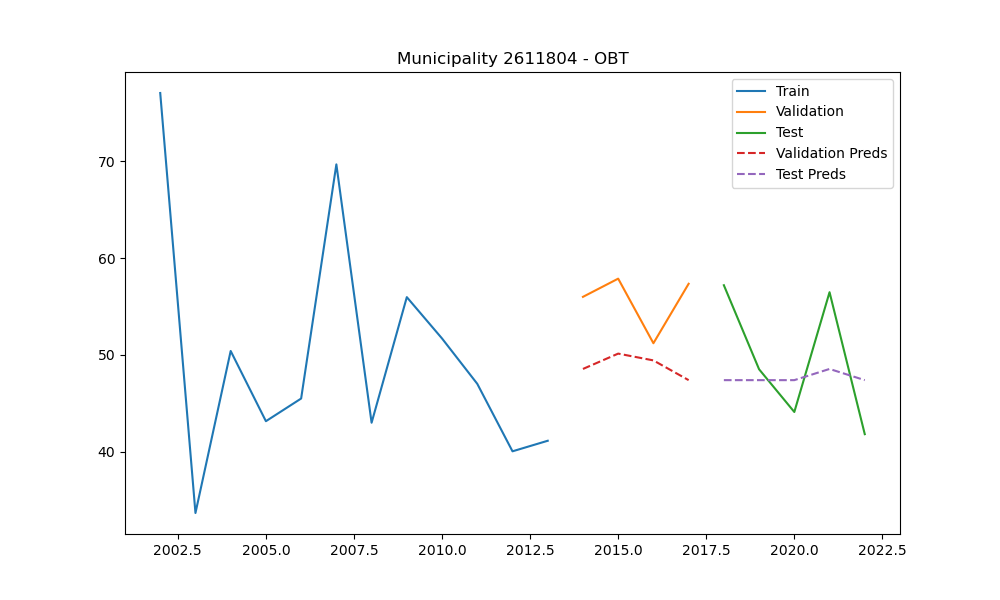 Municipality 2611804 - OBT
Train
Validation
Test
Validation Preds
Test Preds
70
60
50
40
2002.5 2005.0 2007.5 2010.0 2012.5 2015.0 2017.5 2020.0 2022.5